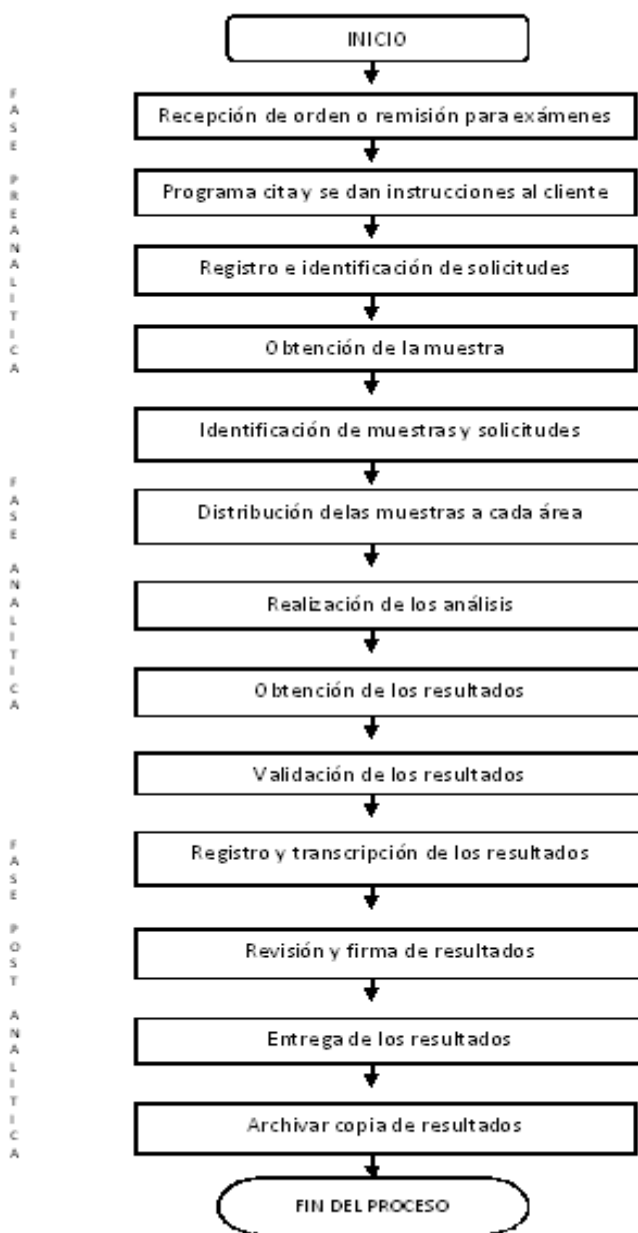 INICIO
FASE PREANALITICA
Recepción de orden o remisión para exámenes
Programa cita y se dan instrucciones al cliente
Registro e identificación de solicitudes
Obtención de la muestra
Identificación de muestras y solicitudes
FASE ANALITICA
Distribución delas muestras a cada área
Realización de los análisis
Obtención de los resultados
Validación de los resultados
FASE POST ANALITICA
Registro y transcripción de los resultados
Revisión y firma de resultados
Entrega de los resultados
Archivar copia de resultados
FIN DEL PROCESO